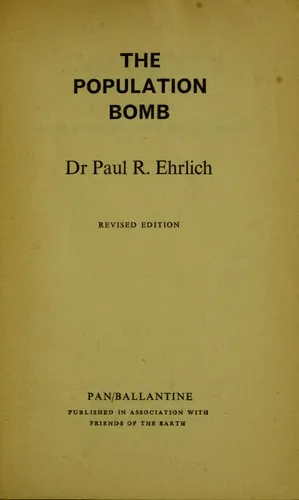 THE
POPULATION
BOMB
Dr Paul R. Ehrlich
REVISED EDITION
PAN/BALLANTINE
PUBLISHED IN ASSOCIATION WITH
FRIENDS OF THE EARTH